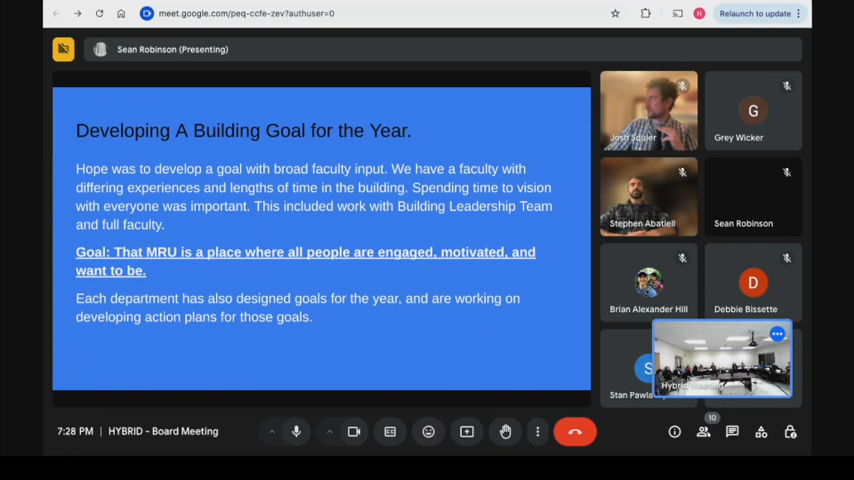 meet.google.com/peq-ccfe-zev?authuser=0
H
Relaunch to update
Sean Robinson (Presenting)
Developing A Building Goal for the Year.
Hope was to develop a goal with broad faculty input. We have a faculty with
differing experiences and lengths of time in the building. Spending time to vision
with everyone was important. This included work with Building Leadership Team
and full faculty.
Goal: That MRU is a place where all people are engaged, motivated, and
want to be.
Each department has also designed goals for the year, and are working on
developing action plans for those goals.
Josh Squier
G
Grey Wicker
Stephen Abatiell
Sean Robinson
Brian Alexander Hill
D
Debbie Bissette
S
Stan
Hybrid Meeting
7:28 PM | HYBRID - Board Meeting
10